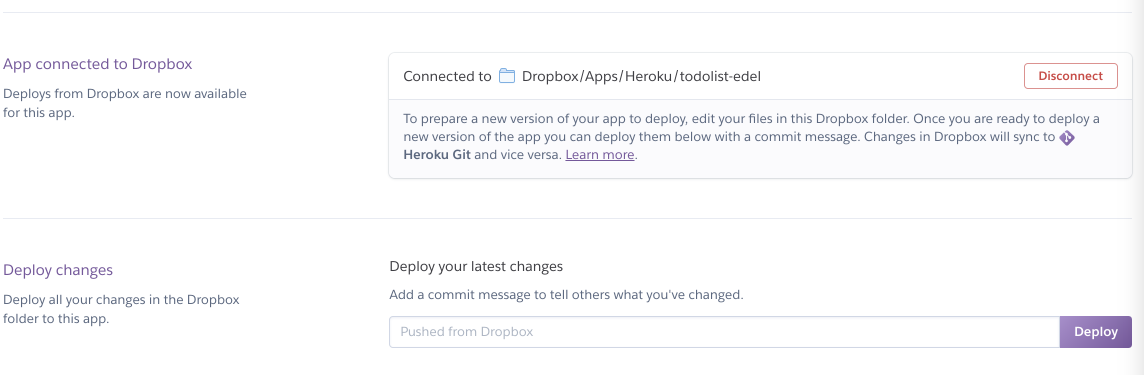 App connected to Dropbox
Deploys from Dropbox are now available
for this app.
Connected to Dropbox/Apps/Heroku/todolist-edel
Disconnect
To prepare a new version of your app to deploy, edit your files in this Dropbox folder. Once you are ready to deploy a
new version of the app you can deploy them below with a commit message. Changes in Dropbox will sync to
Heroku Git and vice versa. Learn more.
Deploy changes
Deploy all your changes in the Dropbox
folder to this app.
Deploy your latest changes
Add a commit message to tell others what you've changed.
Pushed from Dropbox
Deploy